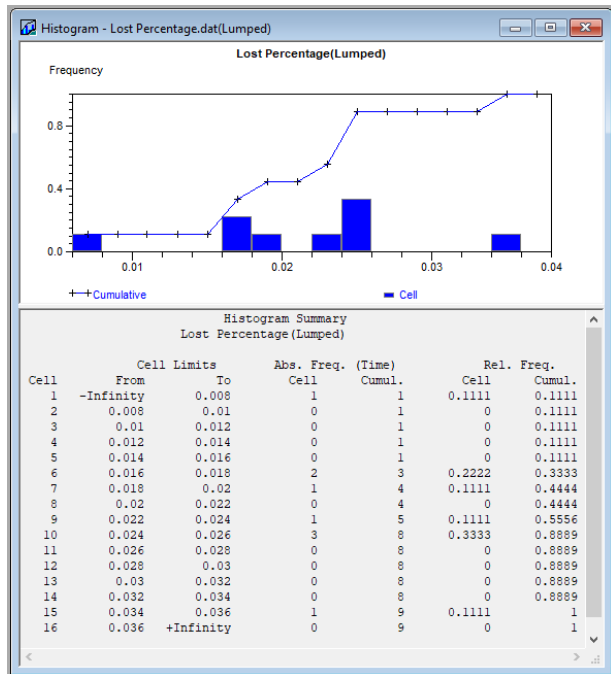 Histogram - Lost Percentage.dat(Lumped)
Lost Percentage(Lumped)
Frequency
0.8
0.4
0.0
0.01 0.02 0.03 0.04
Cumulative Cell
Histogram Summary
Lost Percentage(Lumped)
Cell Limits Abs. Freq. (Time) Rel. Freq.
Cell From To Cell Cumul. Cell Cumul.
1 -Infinity 0.008 1 1 0.1111 0.1111
2 0.008 0.01 0 1 0 0.1111
3 0.01 0.012 0 1 0 0.1111
4 0.012 0.014 0 1 0 0.1111
5 0.014 0.016 0 1 0 0.1111
6 0.016 0.018 2 3 0.2222 0.3333
7 0.018 0.02 1 4 0.1111 0.4444
8 0.02 0.022 0 4 0 0.4444
9 0.022 0.024 1 5 0.1111 0.5556
10 0.024 0.026 3 8 0.3333 0.8889
11 0.026 0.028 0 8 0 0.8889
12 0.028 0.03 0 8 0 0.8889
13 0.03 0.032 0 8 0 0.8889
14 0.032 0.034 0 8 0 0.8889
15 0.034 0.036 1 9 0.1111 1
16 0.036 +Infinity 0 9 0 1